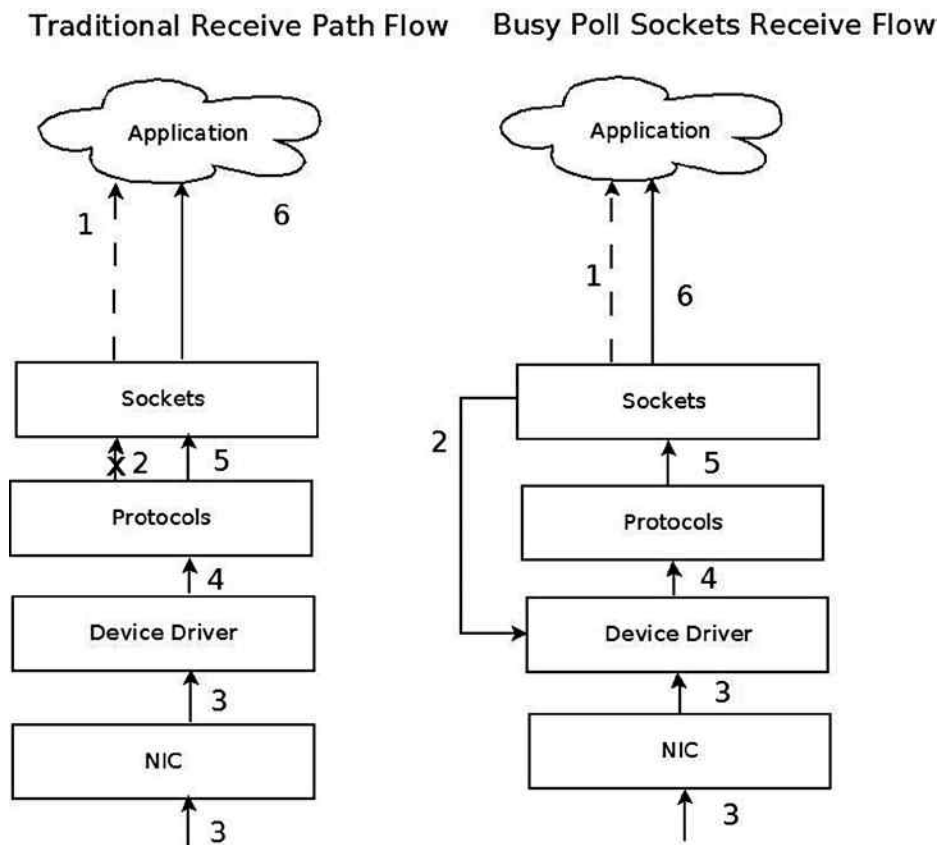 Traditional Receive Path Flow
Application
1
6
Sockets
X 2
5
Protocols
4
Device Driver
3
NIC
3
Busy Poll Sockets Receive Flow
Application
1
6
Sockets
2
5
Protocols
4
Device Driver
3
NIC
3